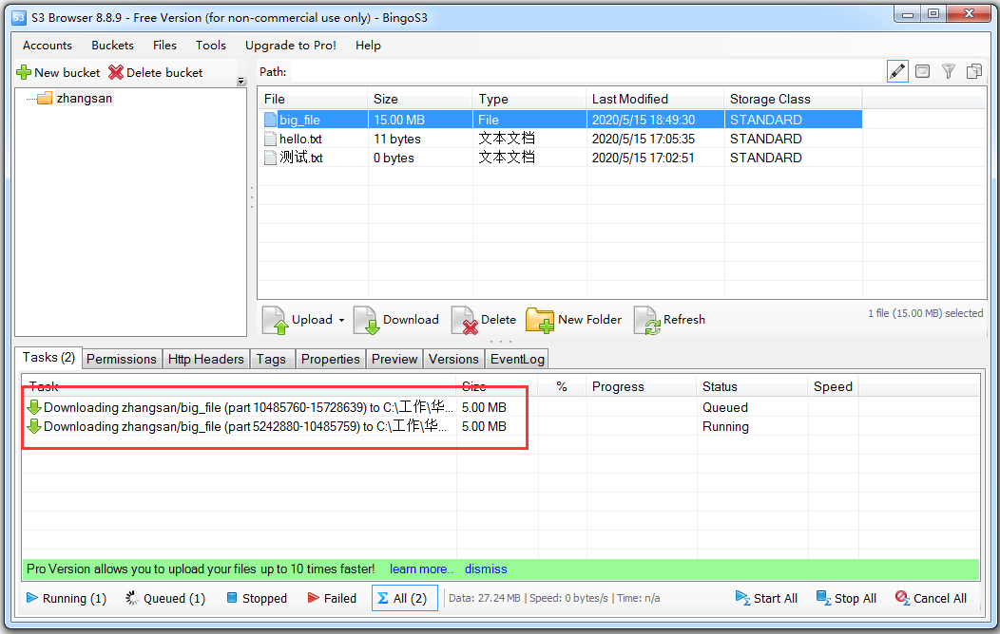 S3 Browser 8.8.9 - Free Version (for non-commercial use only) - BingoS3
Accounts Buckets Files Tools Upgrade to Pro! Help
New bucket Delete bucket Path:
zhangsan
File Size Type Last Modified Storage Class
big_file 15.00 MB File 2020/5/15 18:49:30 STANDARD
hello.txt 11 bytes 文本文档 2020/5/15 17:05:35 STANDARD
测试.txt 0 bytes 文本文档 2020/5/15 17:02:51 STANDARD
Upload Download Delete New Folder Refresh 1 file (15.00 MB) selected
Tasks (2) Permissions Http Headers Tags Properties Preview Versions EventLog
Task Size % Progress Status Speed
Downloading zhangsan/big_file (part 10485760-15728639) to C:\工作\华... 5.00 MB Queued
Downloading zhangsan/big_file (part 5242880-10485759) to C:\工作\华... 5.00 MB Running
Pro Version allows you to upload your files up to 10 times faster! learn more.. dismiss
Running (1) Queued (1) Stopped Failed All (2) Data: 27.24 MB | Speed: 0 bytes/s | Time: n/a Start All Stop All Cancel All